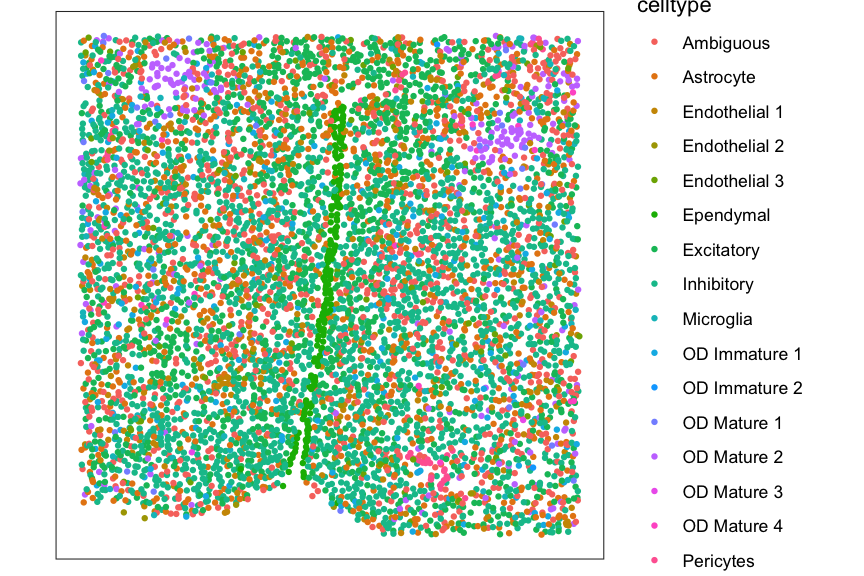 celltype
Ambiguous
Astrocyte
Endothelial 1
Endothelial 2
Endothelial 3
Ependymal
Excitatory
Inhibitory
Microglia
OD Immature 1
OD Immature 2
OD Mature 1
OD Mature 2
OD Mature 3
OD Mature 4
Pericytes